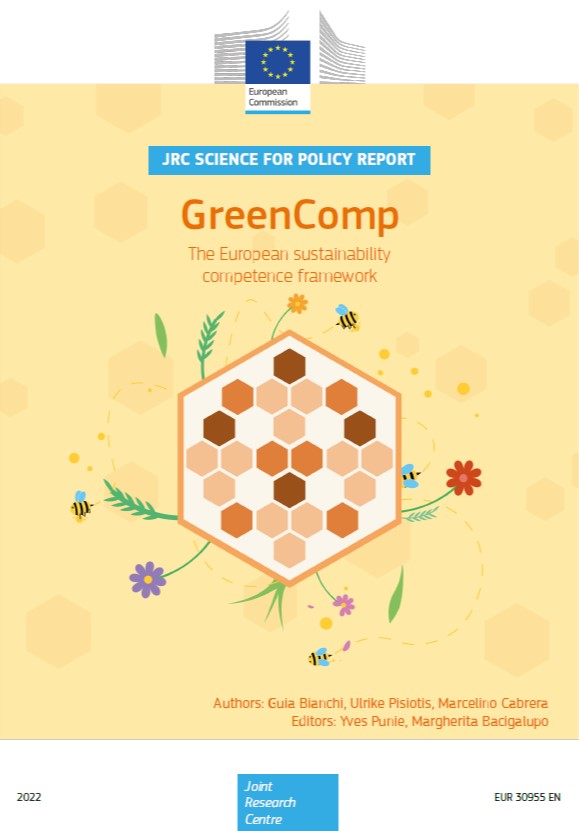 European
Commission
JRC SCIENCE FOR POLICY REPORT
GreenComp
The European sustainability
competence framework
Authors: Guia Bianchi, Ulrike Pisiotis, Marcelino Cabrera
Editors: Yves Punie, Margherita Bacigalupo
2022
Joint
Research
Centre
EUR 30955 EN